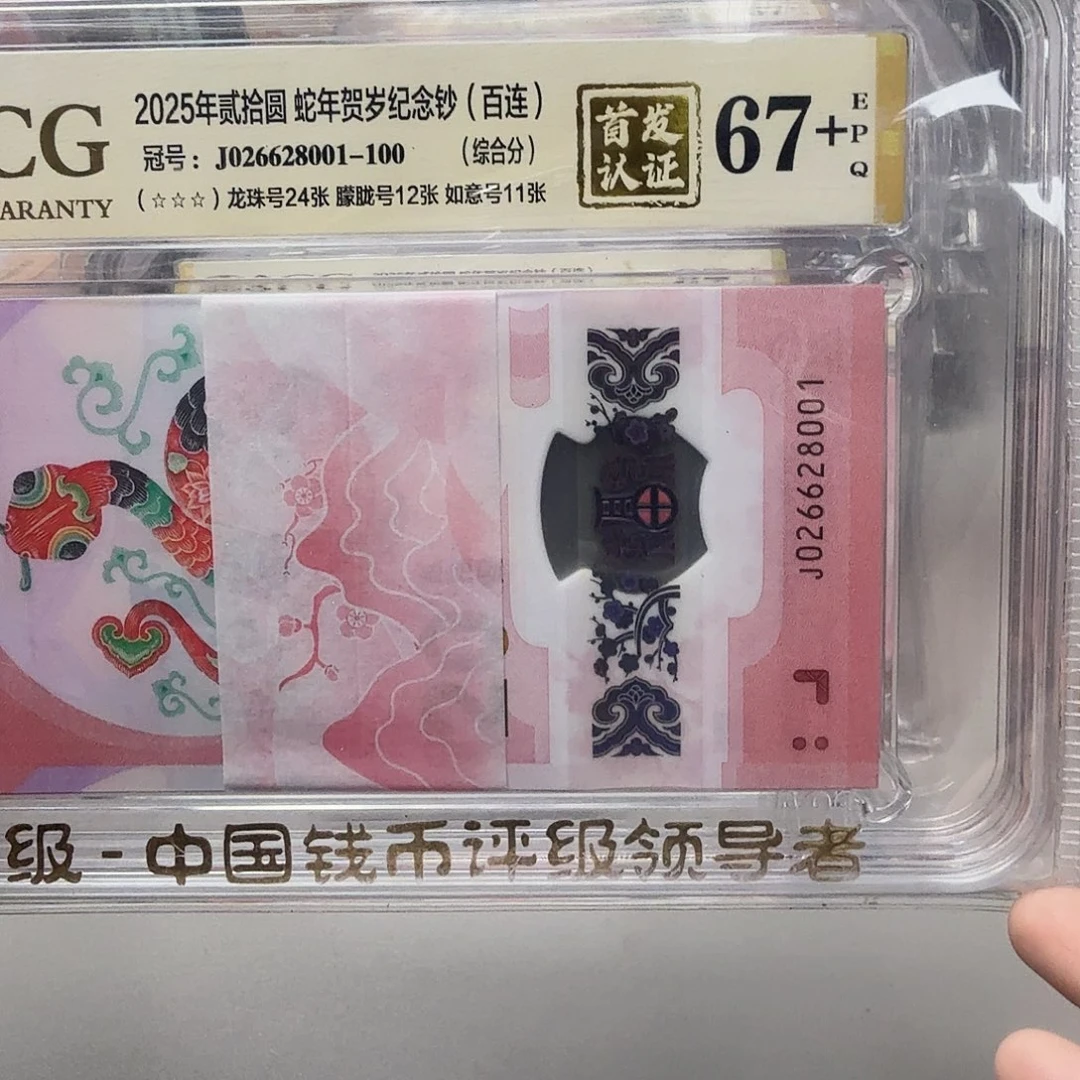 CG
ARANTY
2025年贰拾圆 蛇年贺岁纪念钞（百连）
冠号：J026628001-100 （综合分）
（☆☆☆）龙珠号24张 朦胧号12张 如意号11张
首发
认证
67+
EPQ
J026628001
级-中国钱币评级领导者